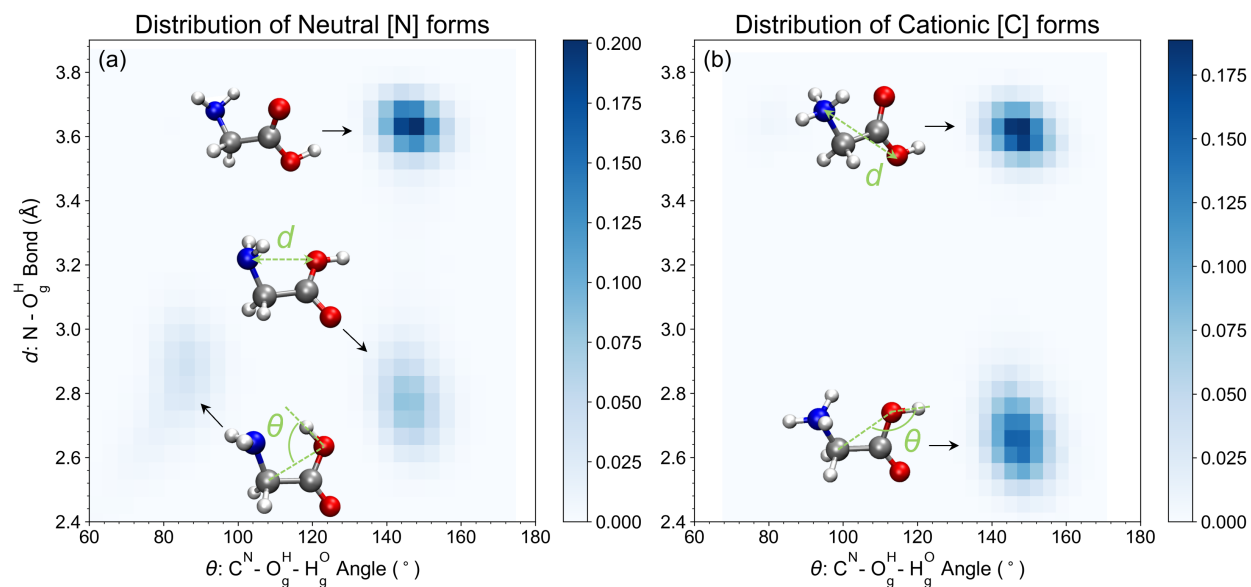 Distribution of Neutral [N] forms
(a)
d
θ
d: N - O_g^H Bond (Å)
3.8
3.6
3.4
3.2
3.0
2.8
2.6
2.4
60 80 100 120 140 160 180
θ: C^N - O_g^H - H_g^O Angle (°)
0.200
0.175
0.150
0.125
0.100
0.075
0.050
0.025
0.000
Distribution of Cationic [C] forms
(b)
d
θ
3.8
3.6
3.4
3.2
3.0
2.8
2.6
2.4
60 80 100 120 140 160 180
θ: C^N - O_g^H - H_g^O Angle (°)
0.175
0.150
0.125
0.100
0.075
0.050
0.025
0.000